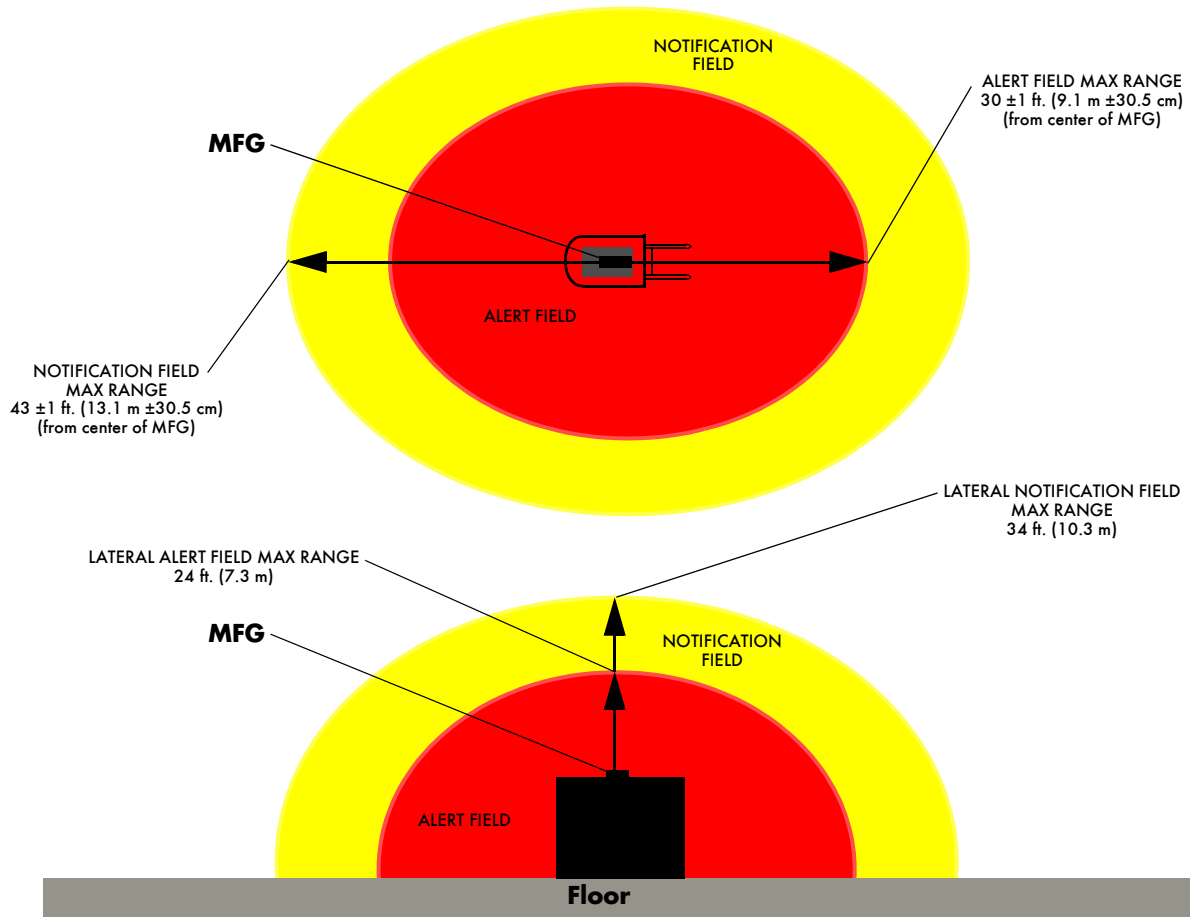 NOTIFICATION
FIELD
ALERT FIELD MAX RANGE
30 ±1 ft. (9.1 m ±30.5 cm)
(from center of MFG)
MFG
ALERT FIELD
NOTIFICATION FIELD
MAX RANGE
43 ±1 ft. (13.1 m ±30.5 cm)
(from center of MFG)
LATERAL NOTIFICATION FIELD
MAX RANGE
34 ft. (10.3 m)
LATERAL ALERT FIELD MAX RANGE
24 ft. (7.3 m)
MFG
NOTIFICATION
FIELD
ALERT FIELD
Floor